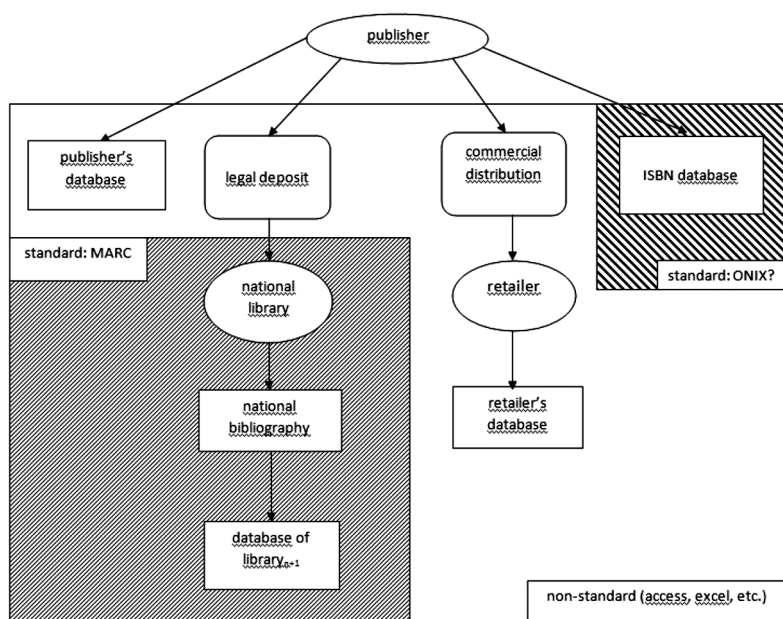 publisher
publisher's
database
legal deposit
commercial
distribution
ISBN database
standard: MARC
standard: ONIX?
national
library
retailer
national
bibliography
retailer's
database
database of
library n+1
non-standard (access, excel, etc.)